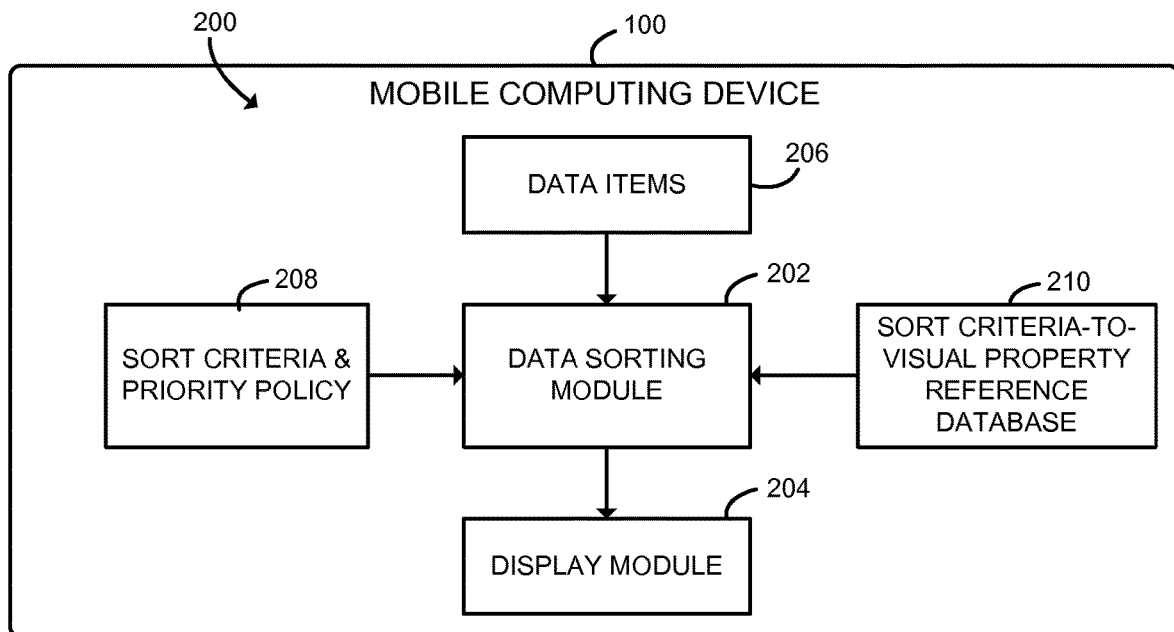 200
100
MOBILE COMPUTING DEVICE
206
DATA ITEMS
208
202
210
SORT CRITERIA &
PRIORITY POLICY
DATA SORTING
MODULE
SORT CRITERIA-TO-
VISUAL PROPERTY
REFERENCE
DATABASE
204
DISPLAY MODULE